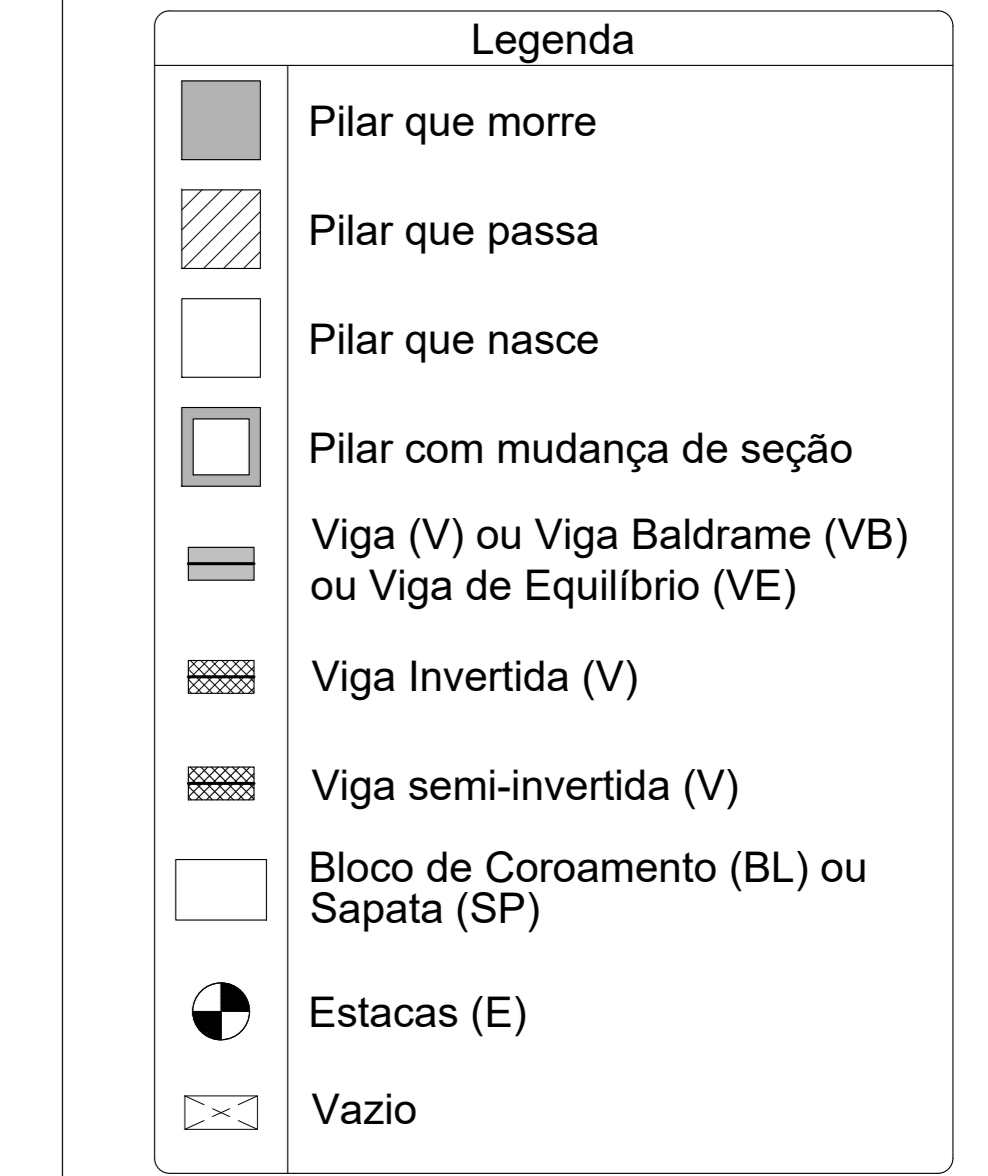 Legenda
Pilar que morre
Pilar que passa
Pilar que nasce
Pilar com mudança de seção
Viga (V) ou Viga Baldrame (VB)
ou Viga de Equilíbrio (VE)
Viga Invertida (V)
Viga semi-invertida (V)
Bloco de Coroamento (BL) ou
Sapata (SP)
Estacas (E)
Vazio